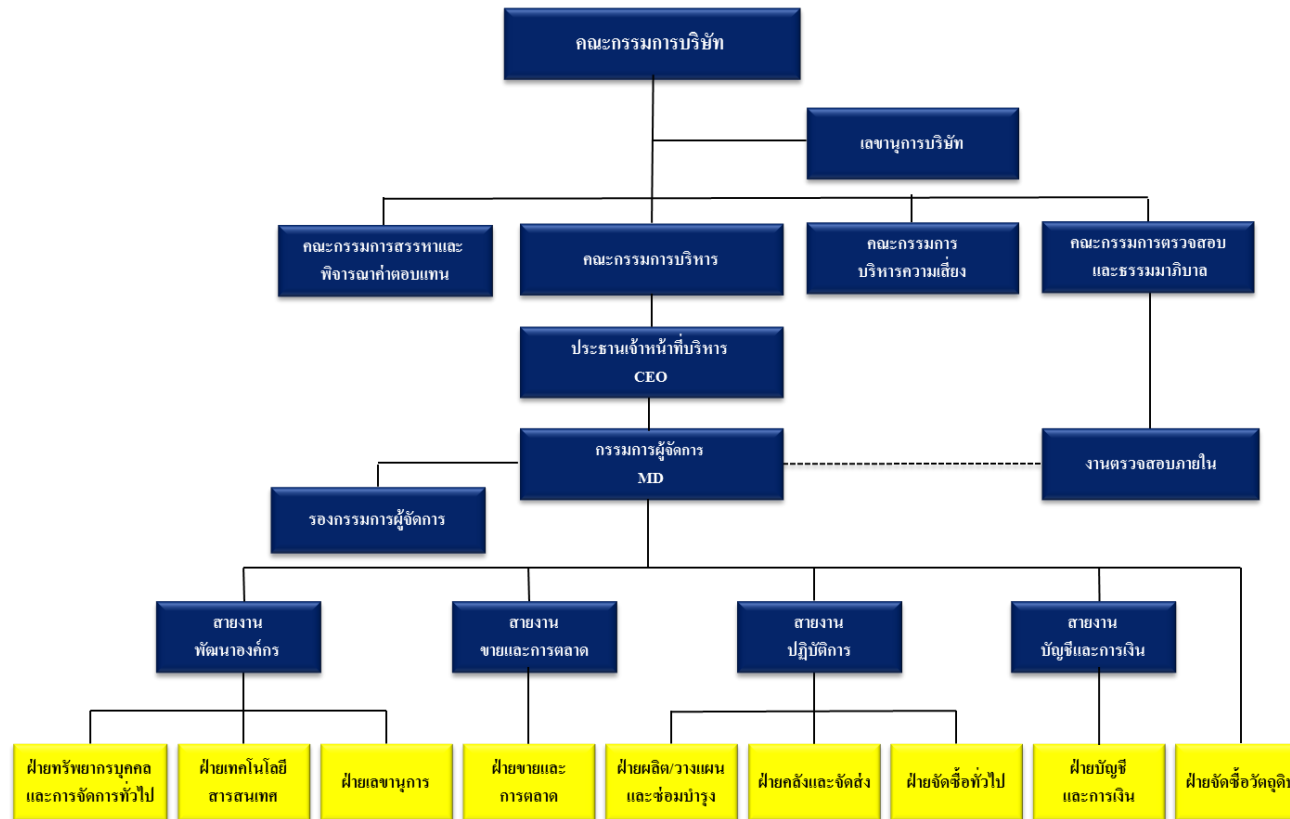 คณะกรรมการบริษัท
เลขานุการบริษัท
คณะกรรมการสรรหาและ
พิจารณาค่าตอบแทน
คณะกรรมการบริหาร
คณะกรรมการ
บริหารความเสี่ยง
คณะกรรมการตรวจสอบ
และธรรมมาภิบาล
ประธานเจ้าหน้าที่บริหาร
CEO
กรรมการผู้จัดการ
MD
งานตรวจสอบภายใน
รองกรรมการผู้จัดการ
สายงาน
พัฒนาองค์กร
สายงาน
ขายและการตลาด
สายงาน
ปฏิบัติการ
สายงาน
บัญชีและการเงิน
ฝ่ายทรัพยากรบุคคล
และการจัดการทั่วไป
ฝ่ายเทคโนโลยี
สารสนเทศ
ฝ่ายเลขานุการ
ฝ่ายขายและ
การตลาด
ฝ่ายผลิต/วางแผน
และซ่อมบำรุง
ฝ่ายคลังและจัดส่ง
ฝ่ายจัดซื้อทั่วไป
ฝ่ายบัญชี
และการเงิน
ฝ่ายจัดซื้อวัตถุดิบ